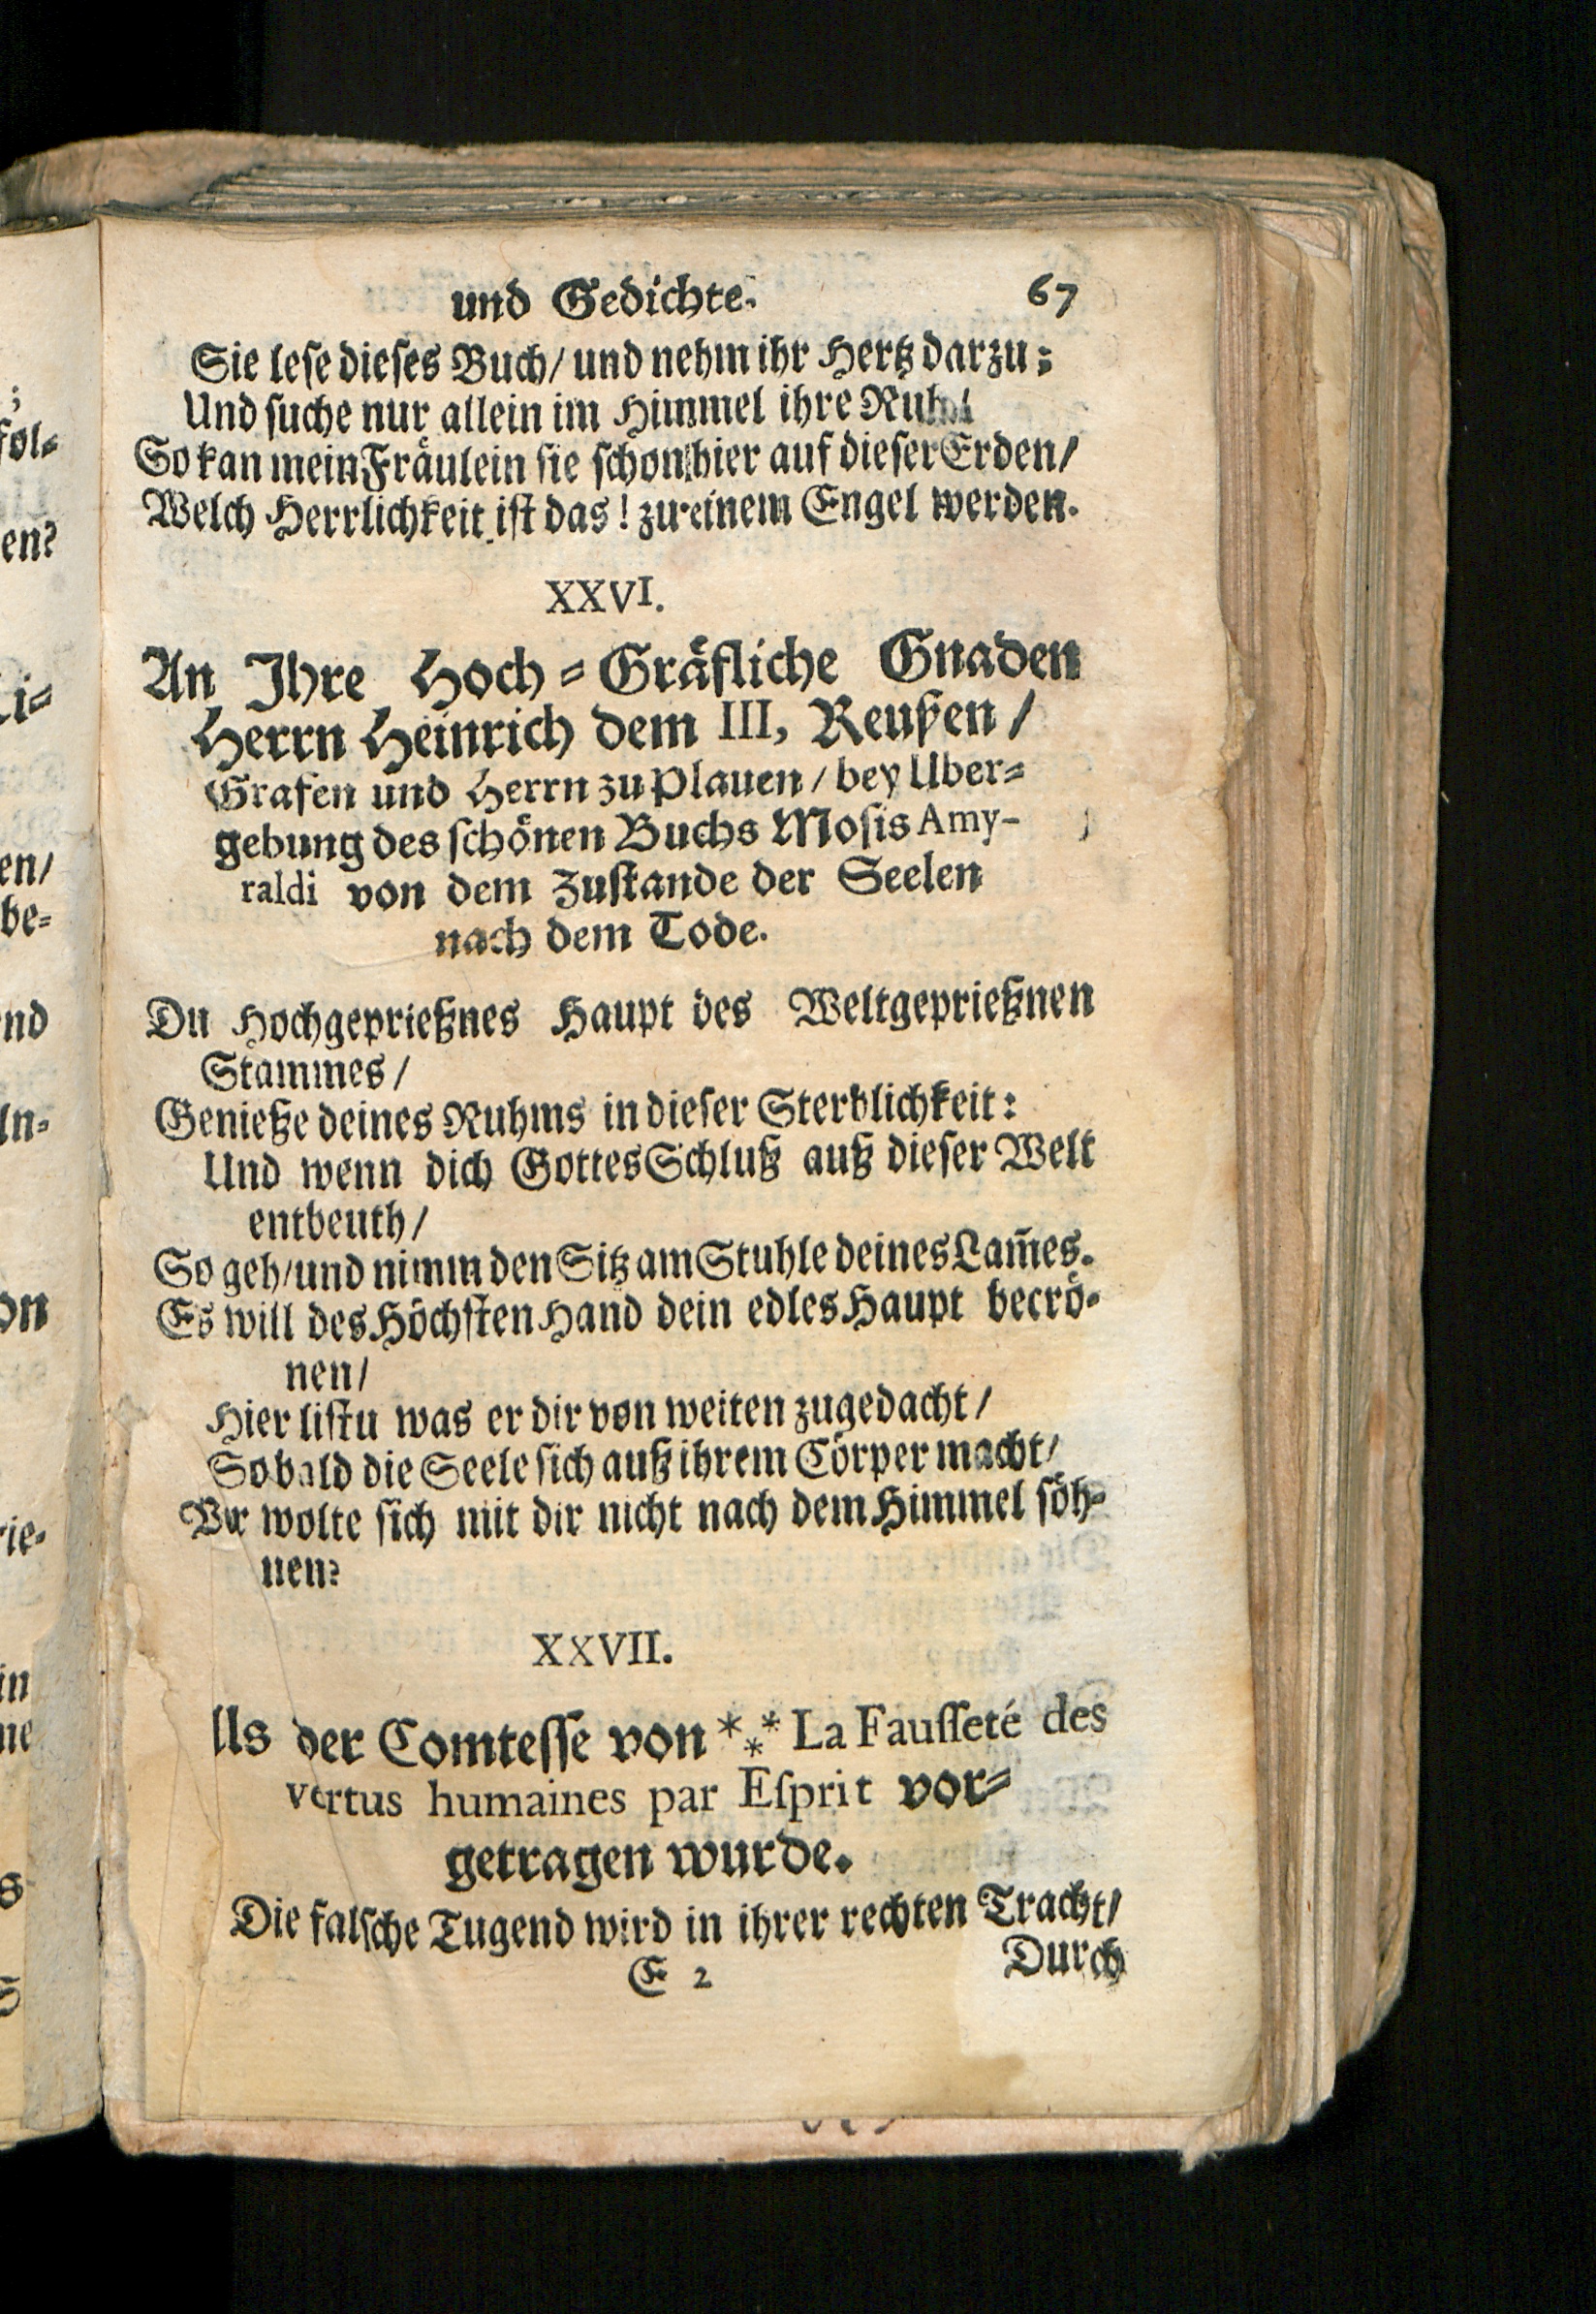 und Gedichte. 67
Sie lese dieses Buch/ und nehm ihr Hertz darzu:
Und suche nur allein im Himmel ihre Ruh/
So kan mein Fräulein sie schon hier auf dieser Erden/
Welch Herrlichkeit ist das! zu einem Engel werden.
XXVI.
An Ihre Hoch-Gräfliche Gnaden
Herrn Heinrich dem III, Reußen/
Grafen und Herrn zu Plauen/ bey Uber-
gebung des schönen Buchs Mosis Amy-
raldi von dem Zustande der Seelen
nach dem Tode.
Du Hochgeprießnes Haupt des Weltgeprießnen
Stammes/
Genieße deines Ruhms in dieser Sterblichkeit:
Und wenn dich Gottes Schluß auß dieser Welt
entbeuth/
So geh/ und nimm den Sitz am Stuhle deines Lam̄es.
Es will des Höchsten Hand dein edles Haupt becrö-
nen/
Hier listu was er dir von weiten zugedacht/
So bald die Seele sich auß ihrem Cörper macht/
Wer wolte sich mit dir nicht nach dem Himmel söh-
nen?
XXVII.
Als der Comtesse von *** La Fausseté des
vertus humaines par Esprit vor-
getragen wurde.
Die falsche Tugend wird in ihrer rechten Tracht/
E 2 Durch